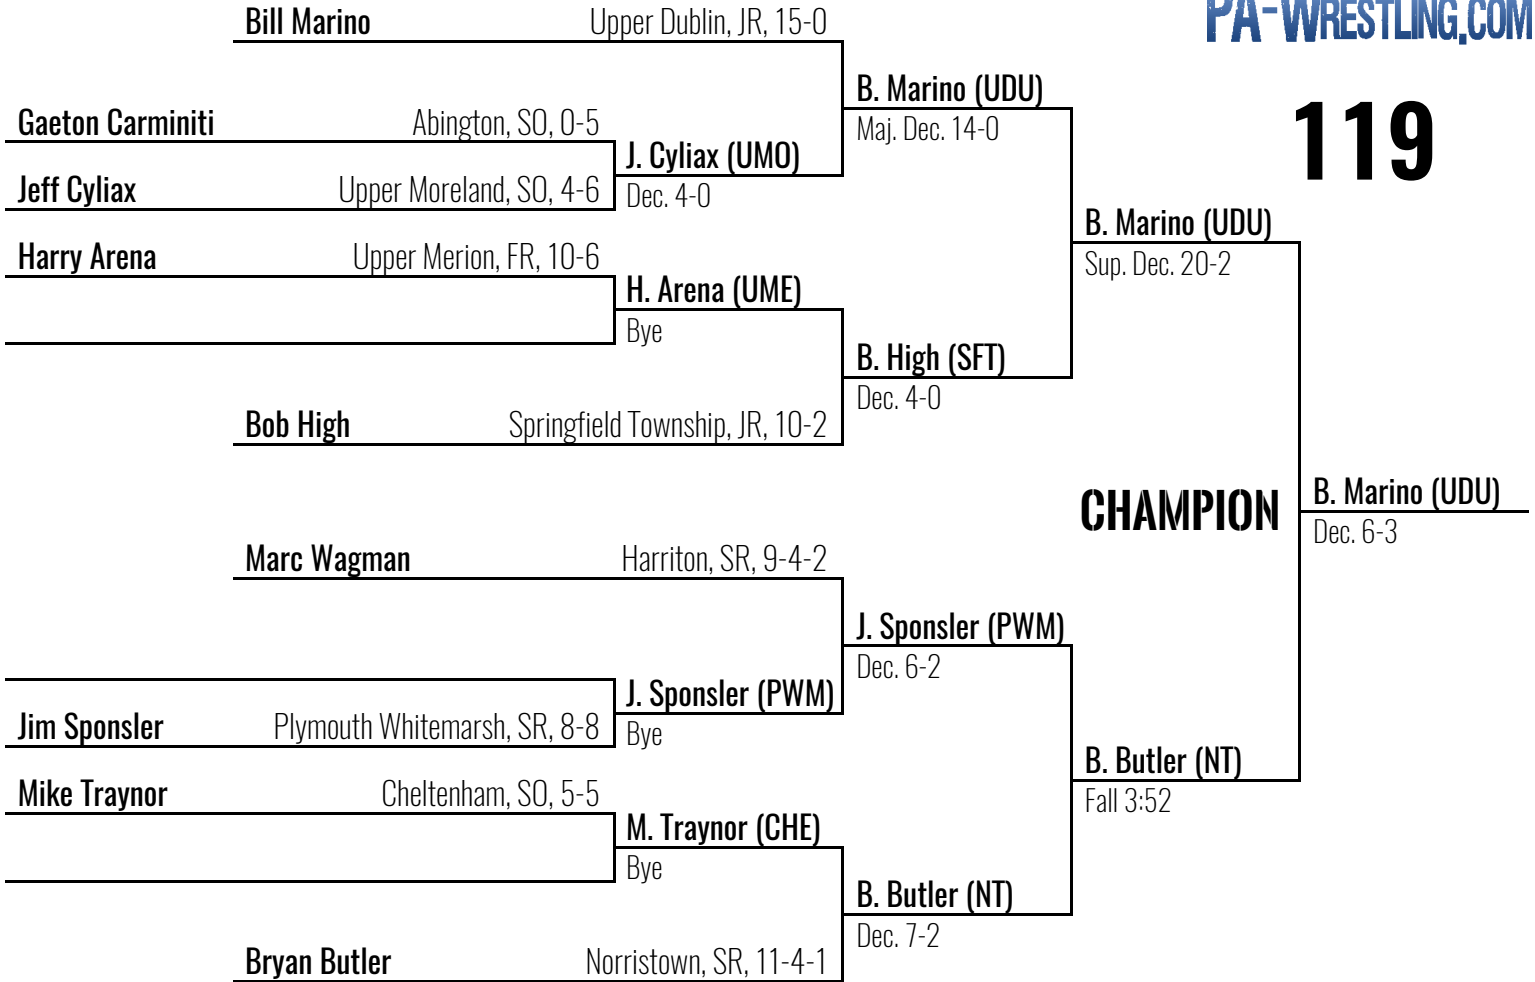 PA-WRESTLING.COM
119
Bill Marino Upper Dublin, JR, 15-0
B. Marino (UDU)
Maj. Dec. 14-0
Gaeton Carminiti Abington, SO, 0-5
J. Cyliax (UMO)
Dec. 4-0
Jeff Cyliax Upper Moreland, SO, 4-6
B. Marino (UDU)
Sup. Dec. 20-2
Harry Arena Upper Merion, FR, 10-6
H. Arena (UME)
Bye
B. High (SFT)
Dec. 4-0
Bob High Springfield Township, JR, 10-2
CHAMPION
B. Marino (UDU)
Dec. 6-3
Marc Wagman Harriton, SR, 9-4-2
J. Sponsler (PWM)
Dec. 6-2
J. Sponsler (PWM)
Bye
Jim Sponsler Plymouth Whitemarsh, SR, 8-8
B. Butler (NT)
Fall 3:52
Mike Traynor Cheltenham, SO, 5-5
M. Traynor (CHE)
Bye
B. Butler (NT)
Dec. 7-2
Bryan Butler Norristown, SR, 11-4-1